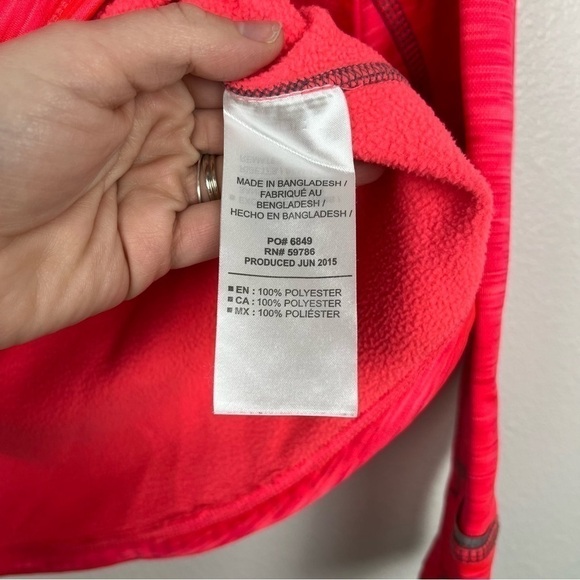 MADE IN BANGLADESH /
FABRIQUÉ AU
BENGLADESH /
HECHO EN BANGLADESH /
PO# 6849
RN# 59786
PRODUCED JUN 2015
EN : 100% POLYESTER
CA : 100% POLYESTER
MX : 100% POLIÉSTER